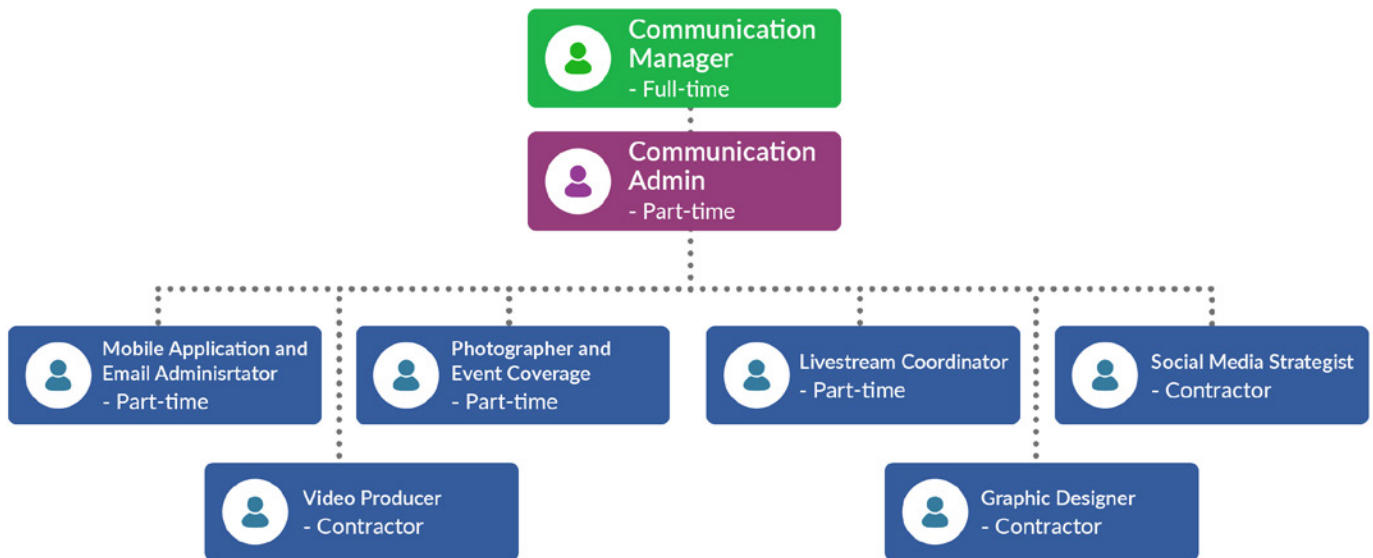 Communication
Manager
- Full-time
Communication
Admin
- Part-time
Mobile Application and
Email Adminisrtator
- Part-time
Photographer and
Event Coverage
- Part-time
Livestream Coordinator
- Part-time
Social Media Strategist
- Contractor
Video Producer
- Contractor
Graphic Designer
- Contractor